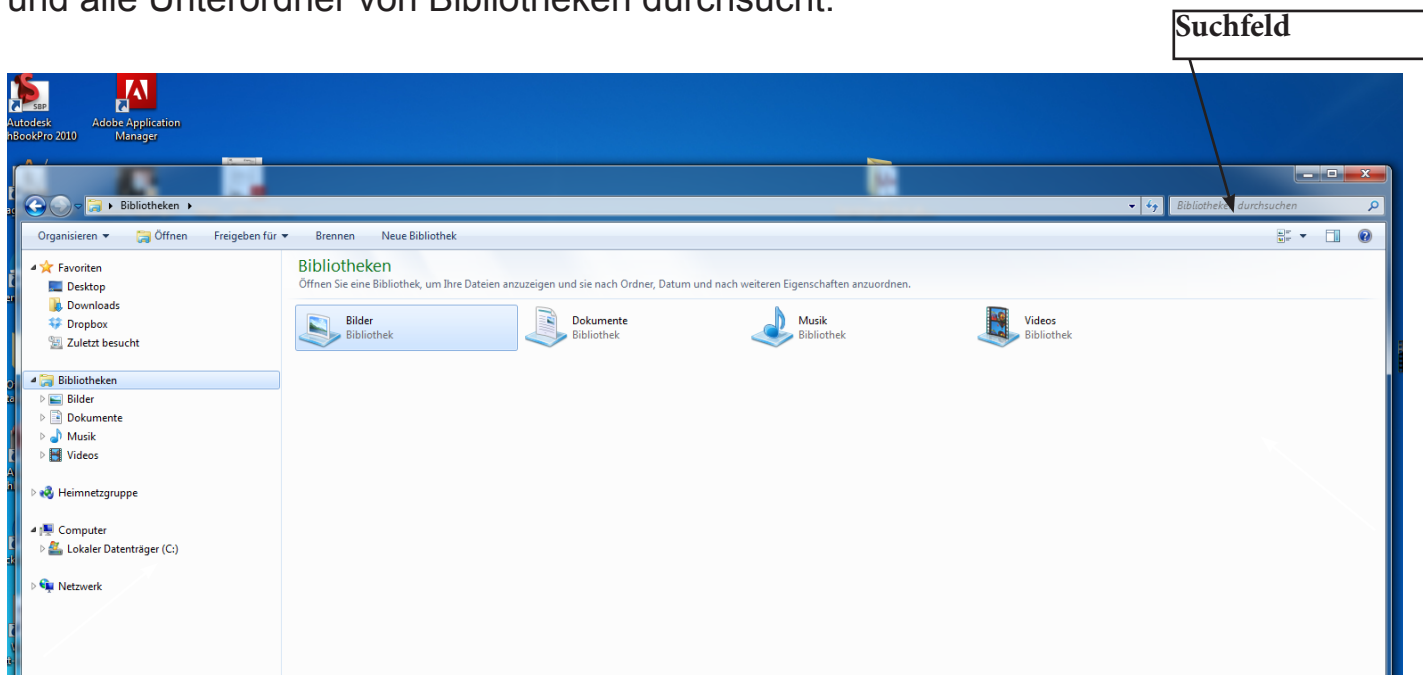 und alle Unterordner von Bibliotheken durchsucht.
Suchfeld
SBP
Autodesk
hBookPro 2010
Adobe Application
Manager
Bibliotheken
Bibliotheken durchsuchen
Organisieren
Öffnen
Freigeben für
Brennen
Neue Bibliothek
Favoriten
Desktop
Downloads
Dropbox
Zuletzt besucht
Bibliotheken
Bilder
Dokumente
Musik
Videos
Heimnetzgruppe
Computer
Lokaler Datenträger (C:)
Netzwerk
Bibliotheken
Öffnen Sie eine Bibliothek, um Ihre Dateien anzuzeigen und sie nach Ordner, Datum und nach weiteren Eigenschaften anzuordnen.
Bilder
Bibliothek
Dokumente
Bibliothek
Musik
Bibliothek
Videos
Bibliothek